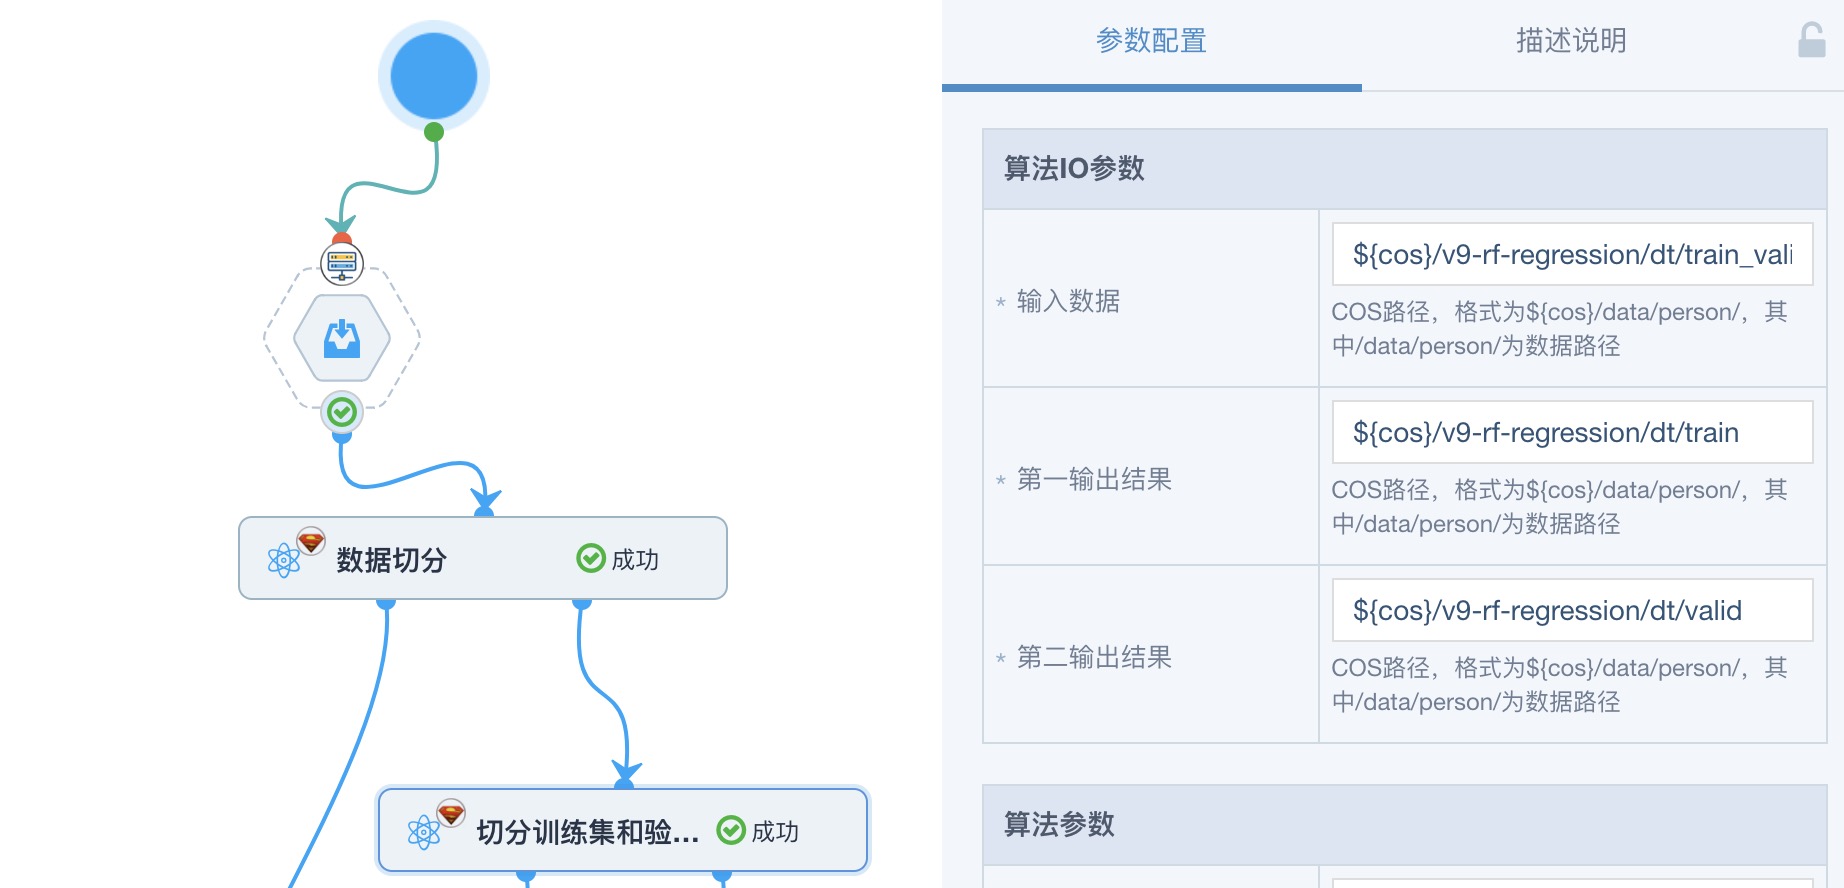 参数配置
描述说明
算法IO参数
* 输入数据
${cos}/v9-rf-regression/dt/train_vali
COS路径，格式为${cos}/data/person/，其
中/data/person/为数据路径
* 第一输出结果
${cos}/v9-rf-regression/dt/train
COS路径，格式为${cos}/data/person/，其
中/data/person/为数据路径
* 第二输出结果
${cos}/v9-rf-regression/dt/valid
COS路径，格式为${cos}/data/person/，其
中/data/person/为数据路径
算法参数
数据切分 成功
切分训练集和验... 成功